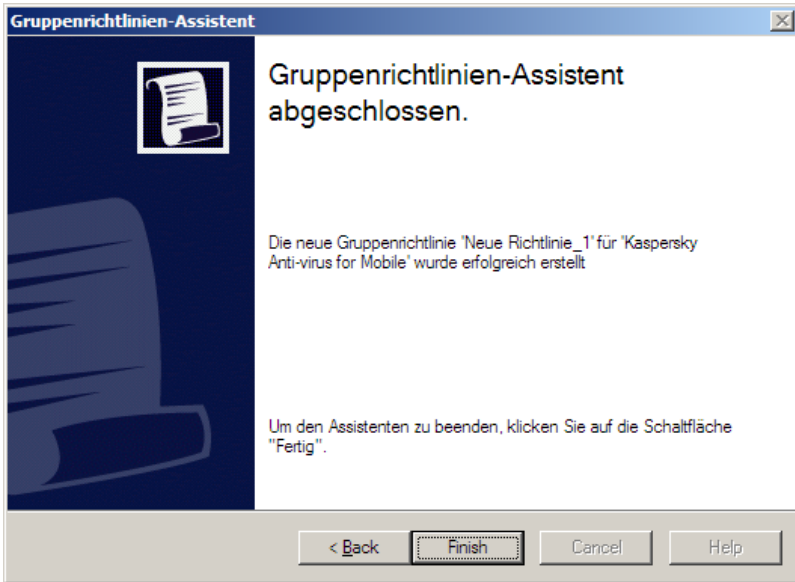 Gruppenrichtlinien-Assistent
Gruppenrichtlinien-Assistent
abgeschlossen.
Die neue Gruppenrichtlinie 'Neue Richtlinie_1' für 'Kaspersky
Anti-virus for Mobile' wurde erfolgreich erstellt
Um den Assistenten zu beenden, klicken Sie auf die Schaltfläche
"Fertig".
< Back Finish Cancel Help